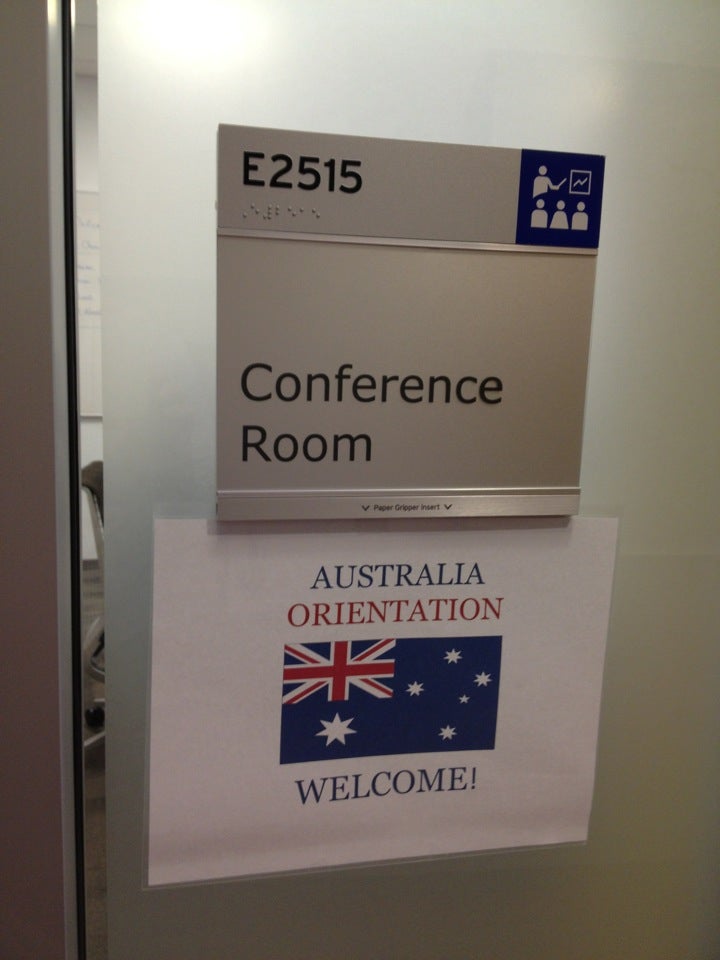 E2515
Conference
Room
Paper Gripper Insert
AUSTRALIA
ORIENTATION
WELCOME!